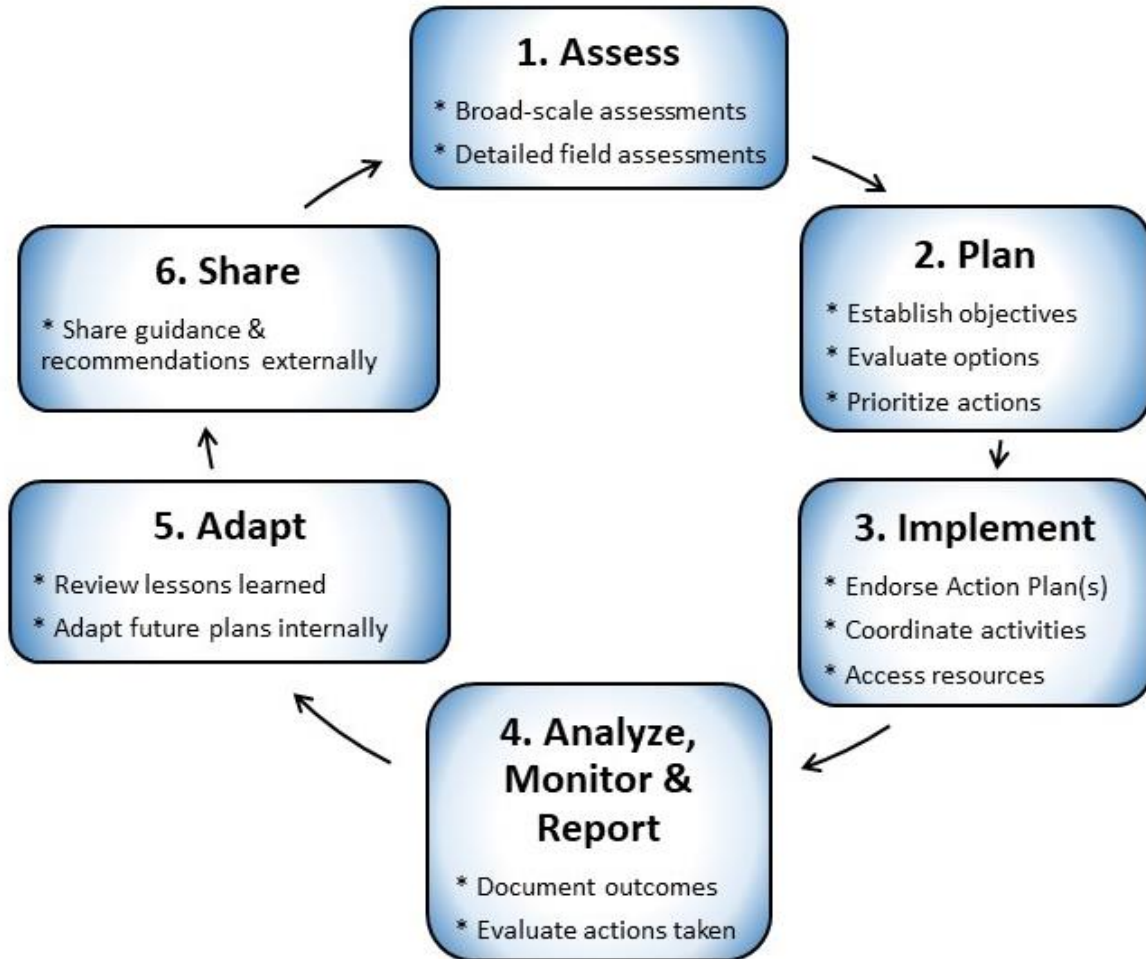 1. Assess
* Broad-scale assessments
* Detailed field assessments
2. Plan
* Establish objectives
* Evaluate options
* Prioritize actions
3. Implement
* Endorse Action Plan(s)
* Coordinate activities
* Access resources
4. Analyze,
Monitor &
Report
* Document outcomes
* Evaluate actions taken
5. Adapt
* Review lessons learned
* Adapt future plans internally
6. Share
* Share guidance &
recommendations externally